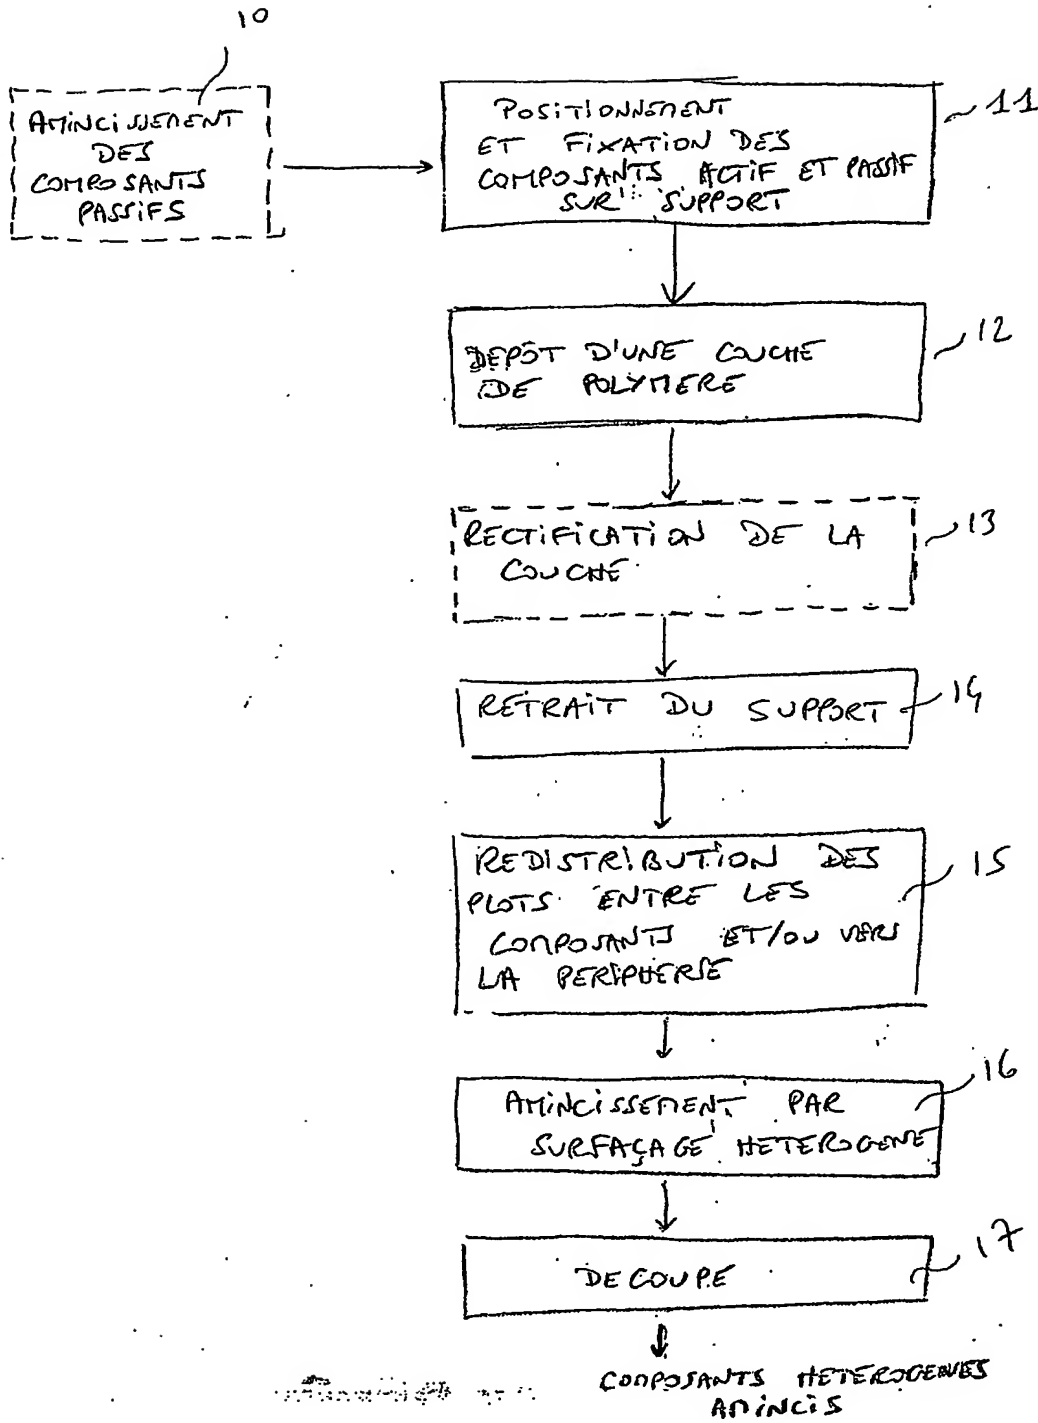 10
AMINCISSEMENT
DES
COMPOSANTS
PASSIFS
POSITIONNEMENT
ET FIXATION DES
COMPOSANTS ACTIF ET PASSIF
SUR SUPPORT
11
DEPÔT D'UNE COUCHE
DE POLYMERE
12
RECTIFICATION DE LA
COUCHE
13
RETRAIT DU SUPPORT
14
REDISTRIBUTION DES
PLOTS ENTRE LES
COMPOSANTS ET/OU VERS
LA PERIPHERIE
15
AMINCISSEMENT PAR
SURFAÇAGE HETEROGENE
16
DECOUPE
17
COMPOSANTS HETEROGENES
AMINCIS